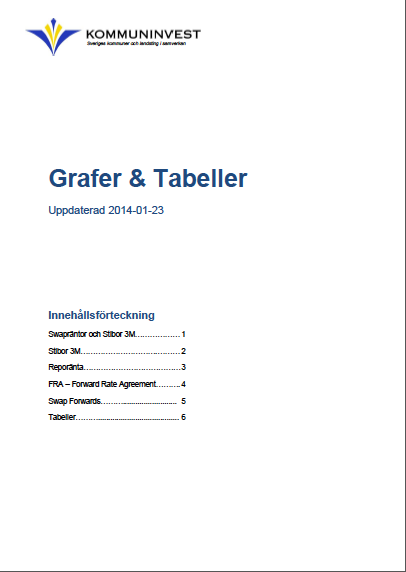 KOMMUNINVEST
Sveriges kommuner och landsting i samverkan
Grafer & Tabeller
Uppdaterad 2014-01-23
Innehållsförteckning
Swapräntor och Stibor 3M……………… 1
Stibor 3M………………………………… 2
Reporänta…………………………………3
FRA – Forward Rate Agreement……….4
Swap Forwards……............................ 5
Tabeller……….................................... 6